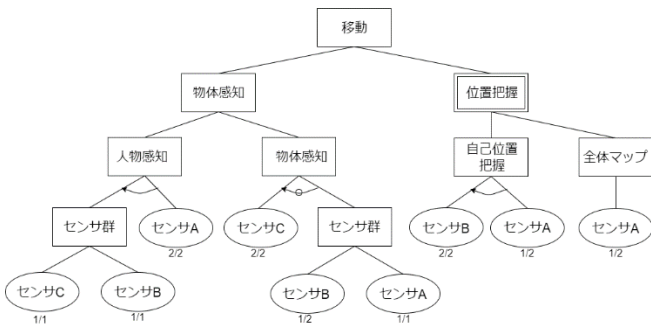 移動
物体感知
位置把握
人物感知
物体感知
自己位置
把握
全体マップ
センサ群
センサA
2/2
センサC
2/2
センサ群
センサB
2/2
センサA
1/2
センサA
1/2
センサC
1/1
センサB
1/1
センサB
1/2
センサA
1/1